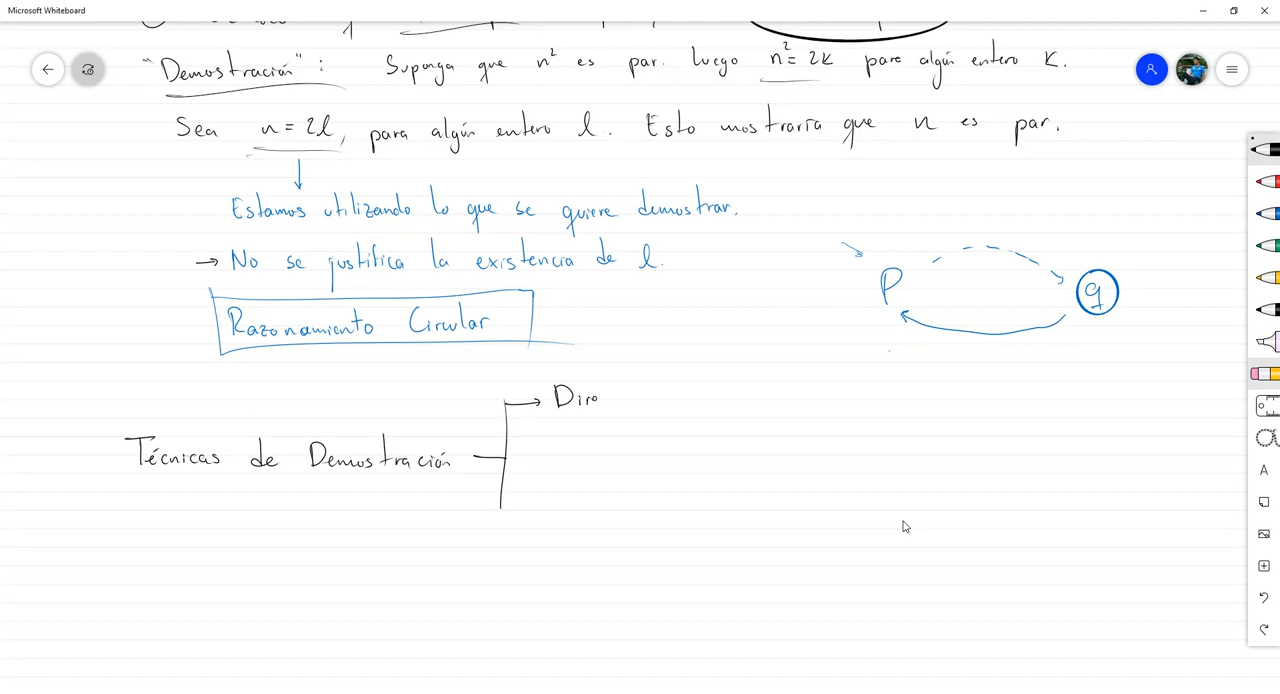 Microsoft Whiteboard
"Demostración": Suponga que n² es par. Luego n² = 2K para algún entero K.
Sea n = 2l, para algún entero l. Esto mostraría que n es par.
Estamos utilizando lo que se quiere demostrar.
→ No se justifica la existencia de l.
P q
Razonamiento Circular
→ Diro
Técnicas de Demostración
A